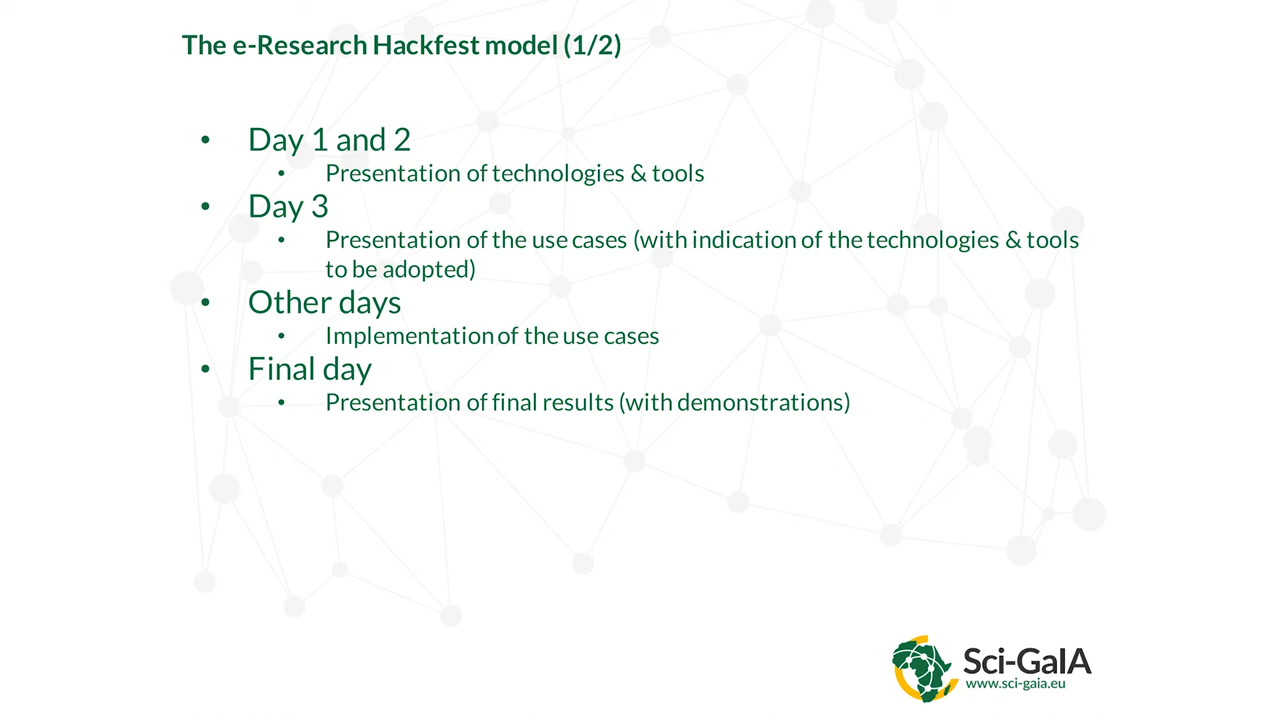 The e-Research Hackfest model (1/2)
• Day 1 and 2
• Presentation of technologies & tools
• Day 3
• Presentation of the use cases (with indication of the technologies & tools
to be adopted)
• Other days
• Implementation of the use cases
• Final day
• Presentation of final results (with demonstrations)
Sci-GaIA
www.sci-gaia.eu